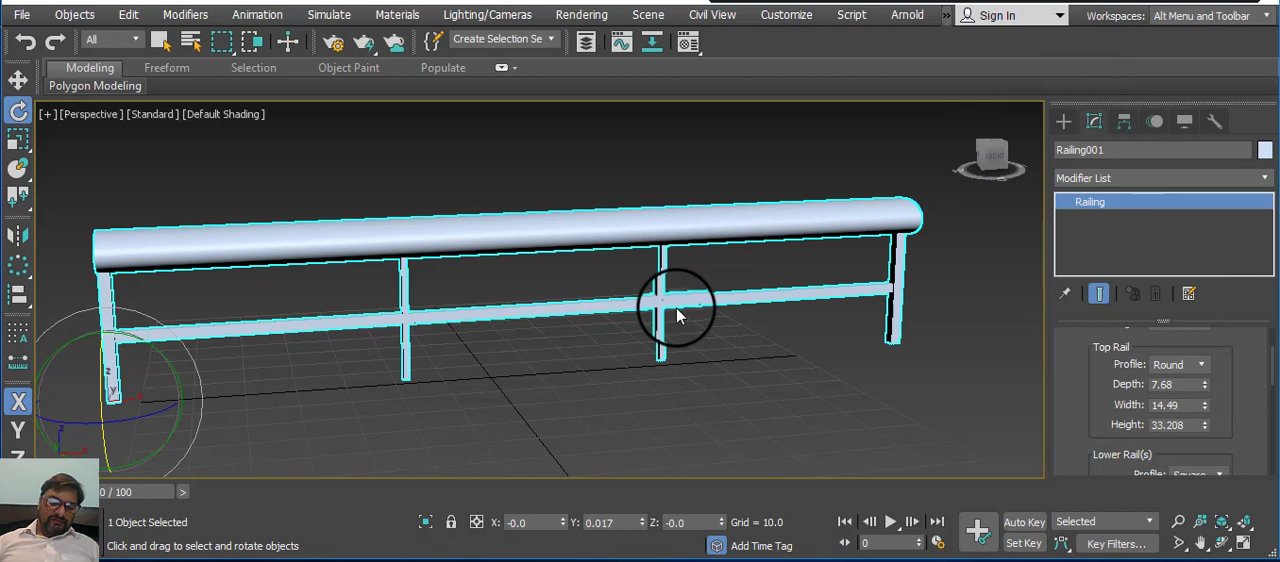 File Objects Edit Modifiers Animation Simulate Materials Lighting/Cameras Rendering Scene Civil View Customize Script Arnold » Sign In Workspaces: Alt Menu and Toolbar
All Create Selection Se
Modeling Freeform Selection Object Paint Populate
Polygon Modeling
[+] [Perspective] [Standard] [Default Shading]
FRONT
Railing001
Modifier List
Railing
Top Rail
Profile: Round
Depth: 7.68
Width: 14.49
Height: 33.208
Lower Rail(s)
Profile: Square
z
y
X
Y
z
0 / 100 >
1 Object Selected X: -0.0 Y: 0.017 Z: -0.0 Grid = 10.0 Auto Key Selected
Click and drag to select and rotate objects Add Time Tag 0 Set Key Key Filters...